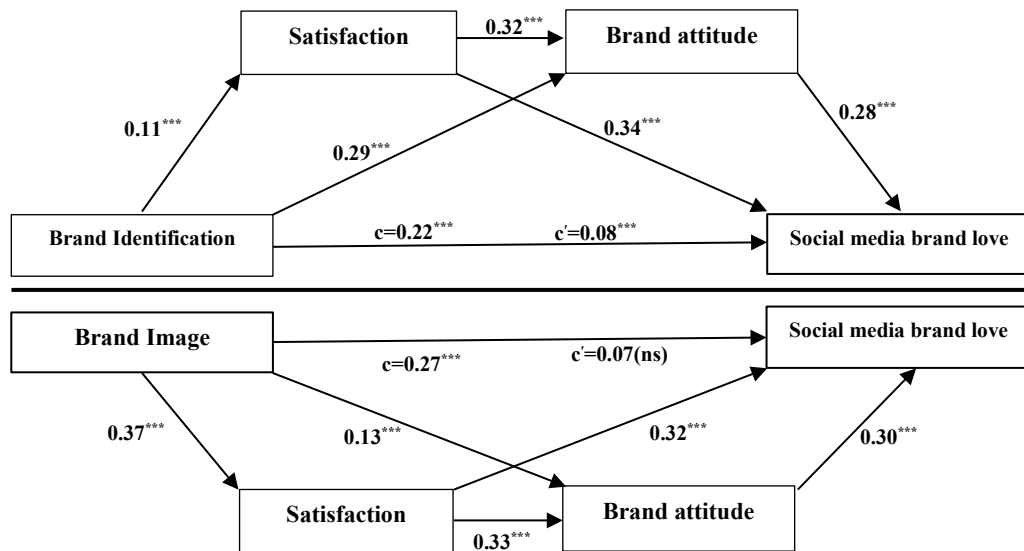 Satisfaction
0.32***
Brand attitude
0.11***
0.29***
0.34***
0.28***
Brand Identification
c=0.22***
c′=0.08***
Social media brand love
Brand Image
c=0.27***
c′=0.07(ns)
Social media brand love
0.37***
0.13***
0.32***
0.30***
Satisfaction
0.33***
Brand attitude